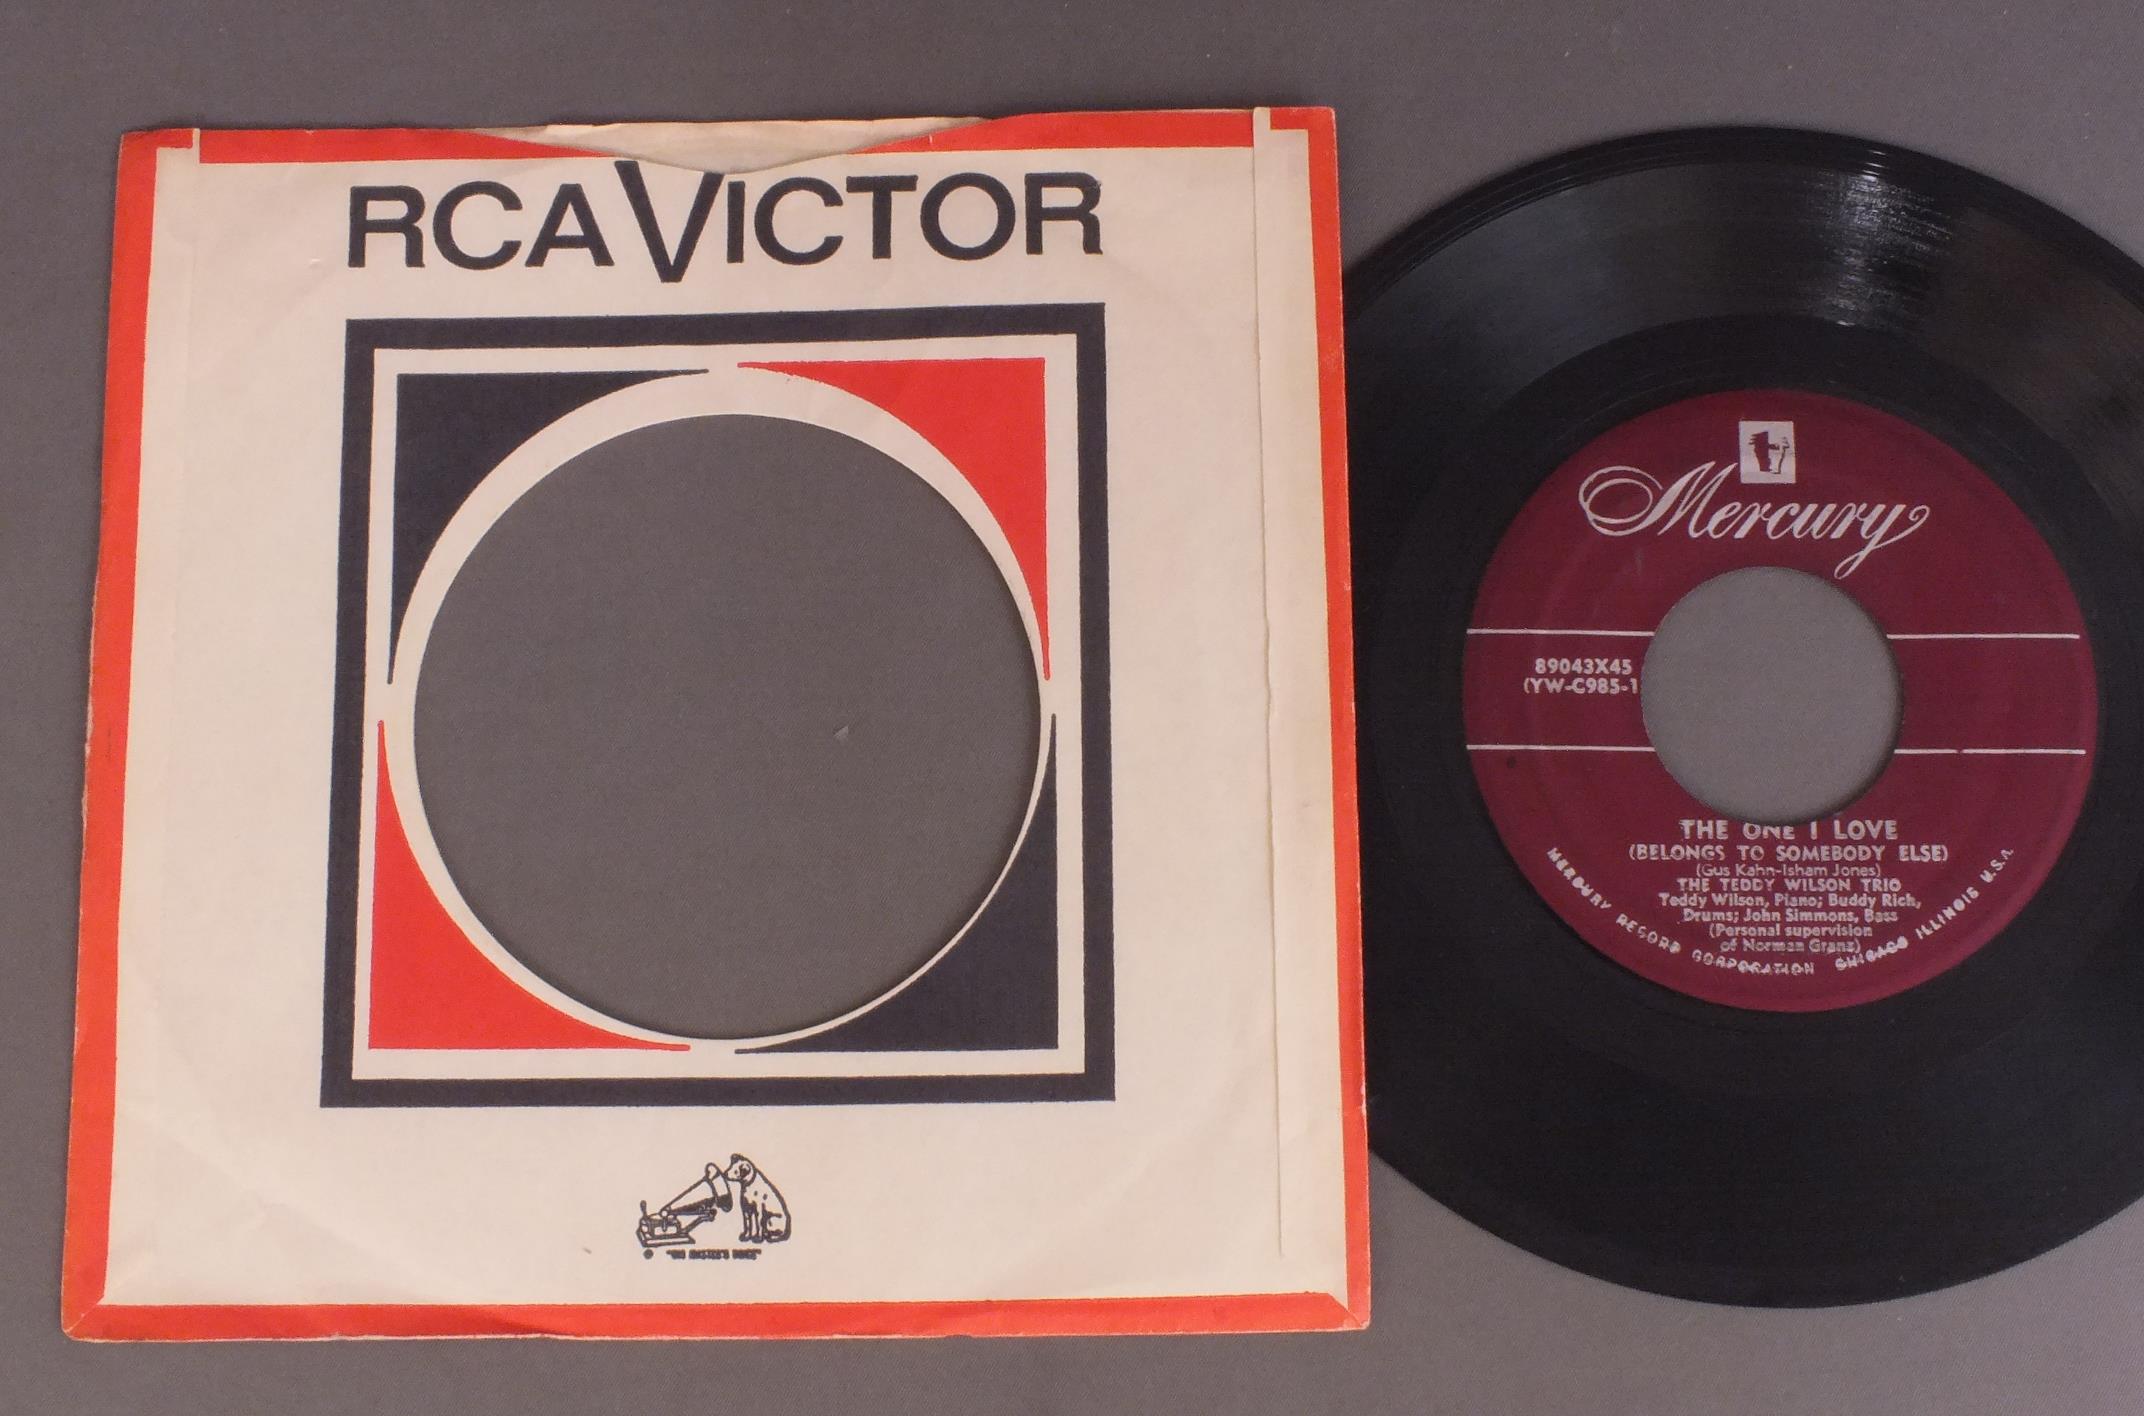 RCA VICTOR
"HIS MASTER'S VOICE"
Mercury
89043X45
(YW-C985-1
THE ONE I LOVE
(BELONGS TO SOMEBODY ELSE)
(Gus Kahn-Isham Jones)
THE TEDDY WILSON TRIO
Teddy Wilson, Piano; Buddy Rich,
Drums; John Simmons, Bass
(Personal supervision
of Norman Granz)
MERCURY RECORD CORPORATION CHICAGO ILLINOIS U.S.A.